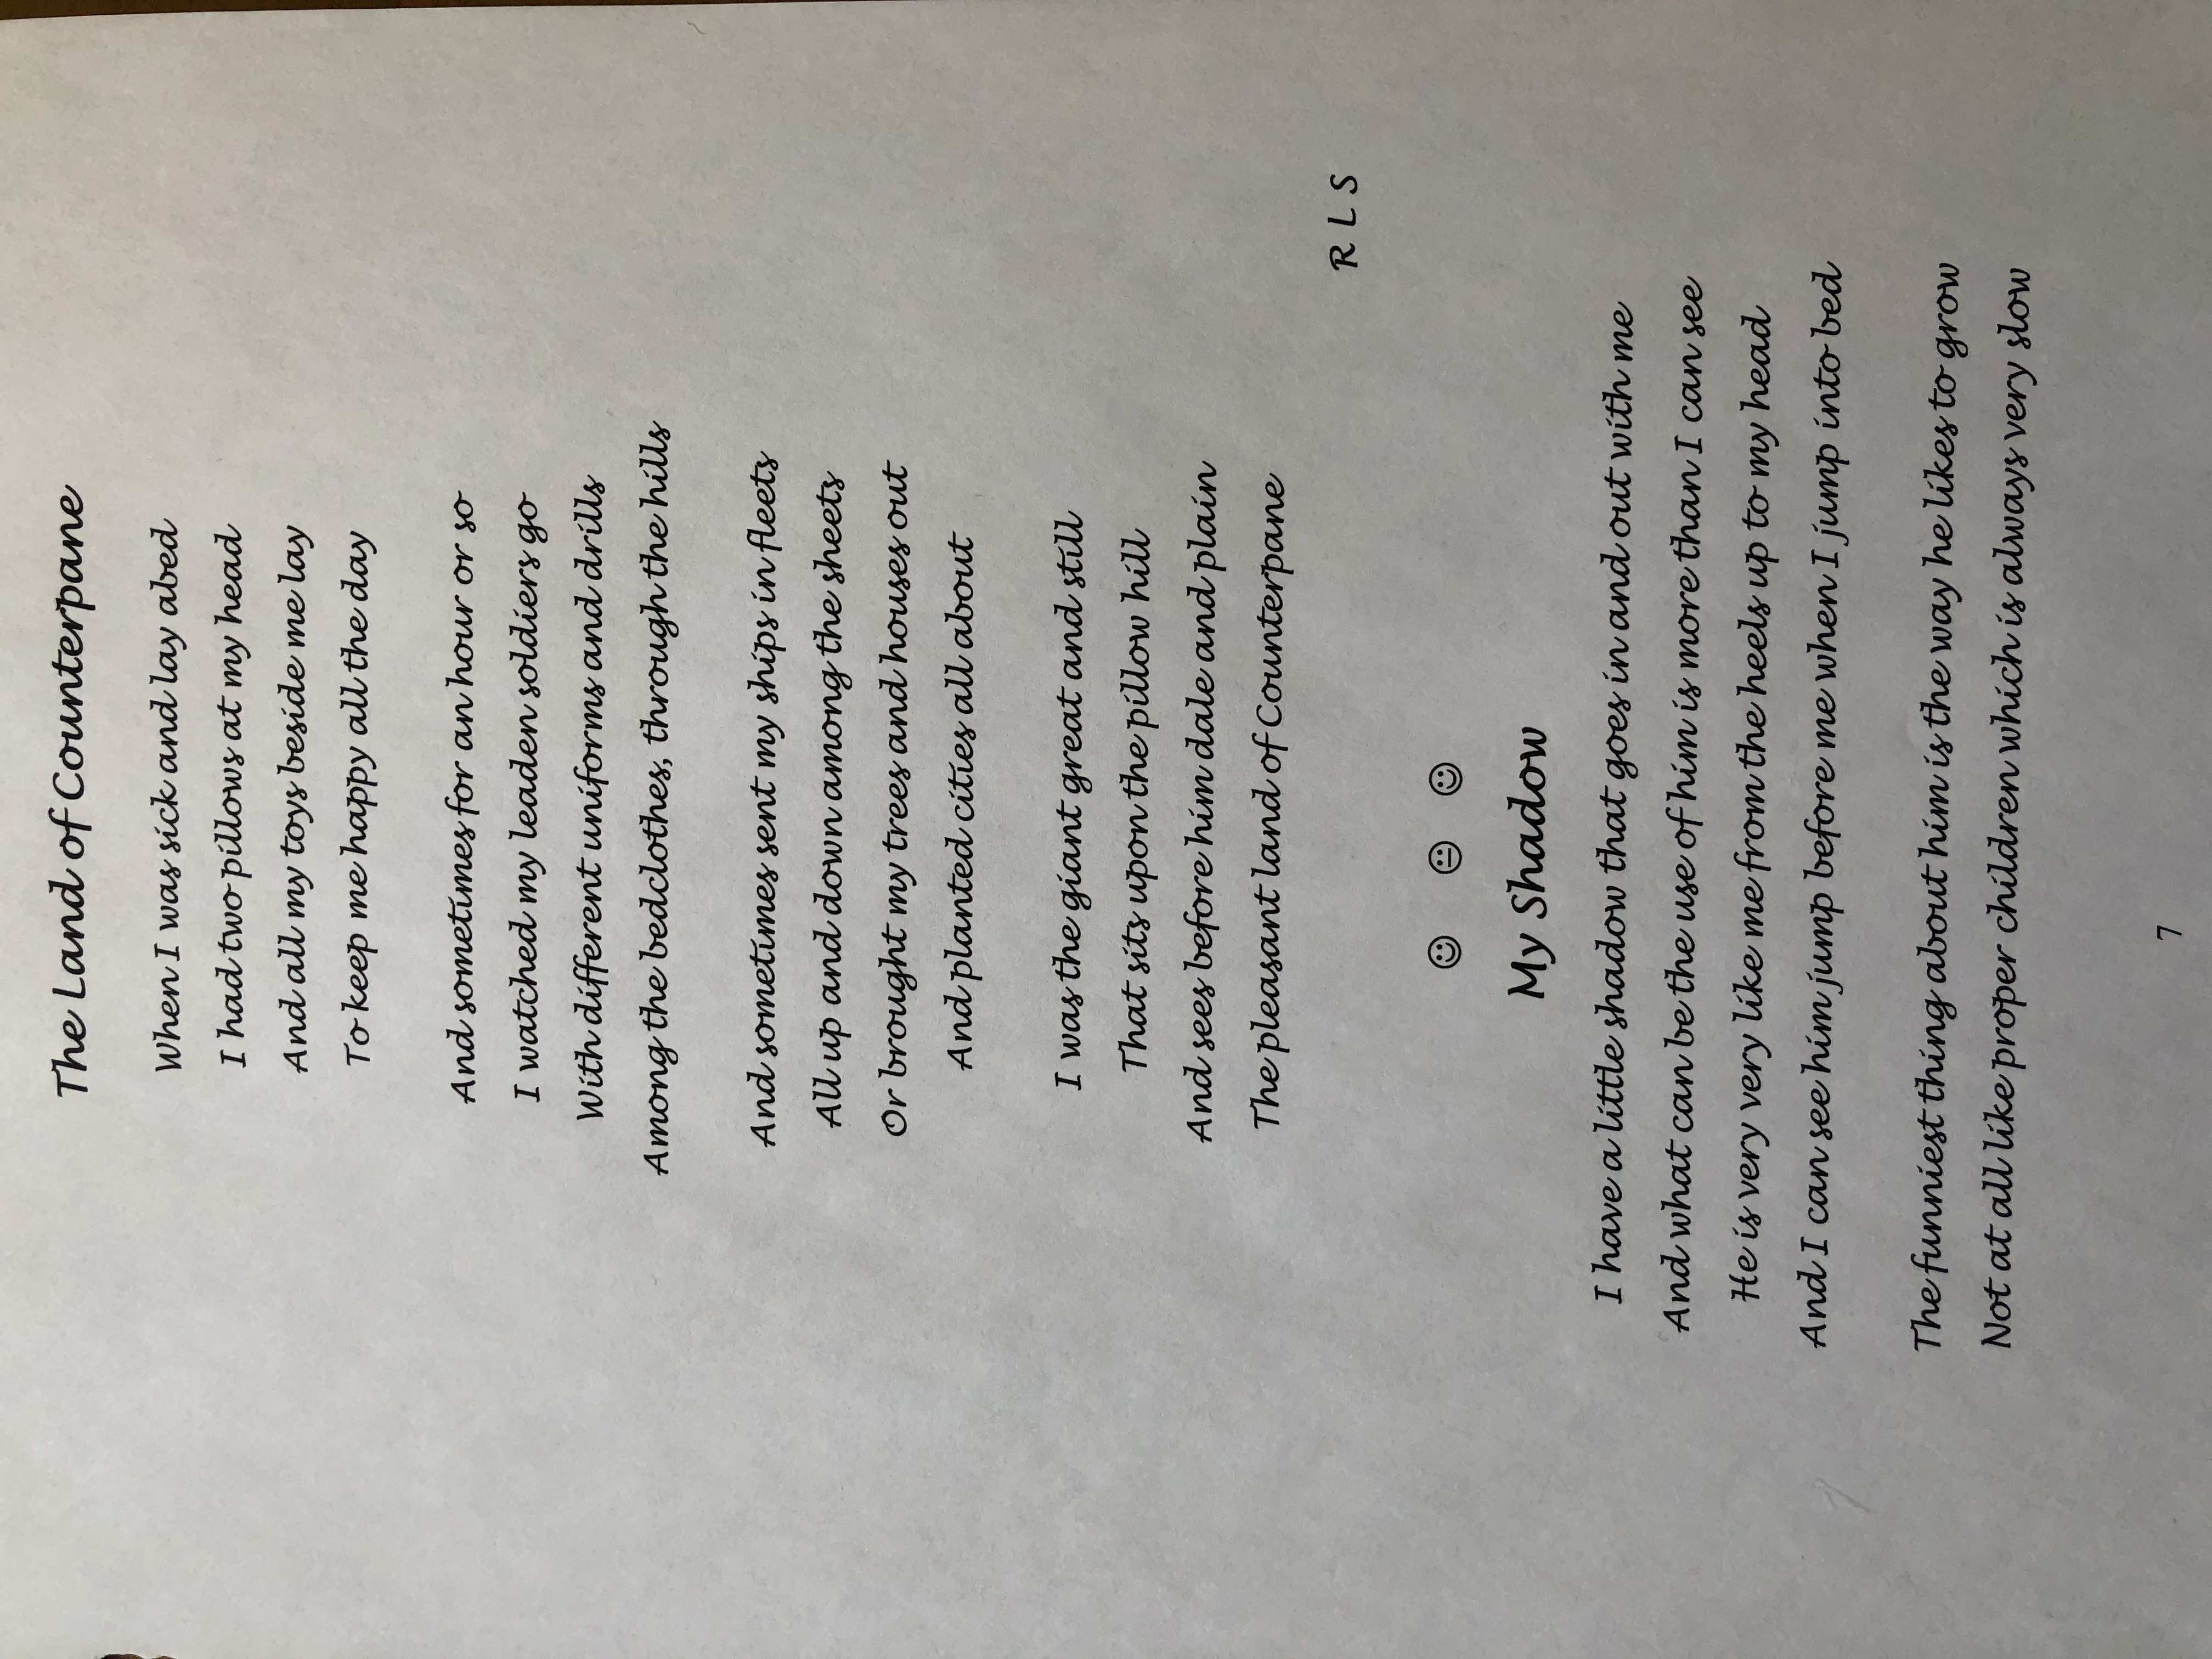 The Land of Counterpane
When I was sick and lay abed
I had two pillows at my head
And all my toys beside me lay
To keep me happy all the day
And sometimes for an hour or so
I watched my leaden soldiers go
With different uniforms and drills
Among the bedclothes, through the hills
And sometimes sent my ships in fleets
All up and down among the sheets
Or brought my trees and houses out
And planted cities all about
I was the giant great and still
That sits upon the pillow hill
And sees before him dale and plain
The pleasant land of Counterpane
R L S
☺ 😐 ☺
My Shadow
I have a little shadow that goes in and out with me
And what can be the use of him is more than I can see
He is very very like me from the heels up to my head
And I can see him jump before me when I jump into bed
The funniest thing about him is the way he likes to grow
Not at all like proper children which is always very slow
7